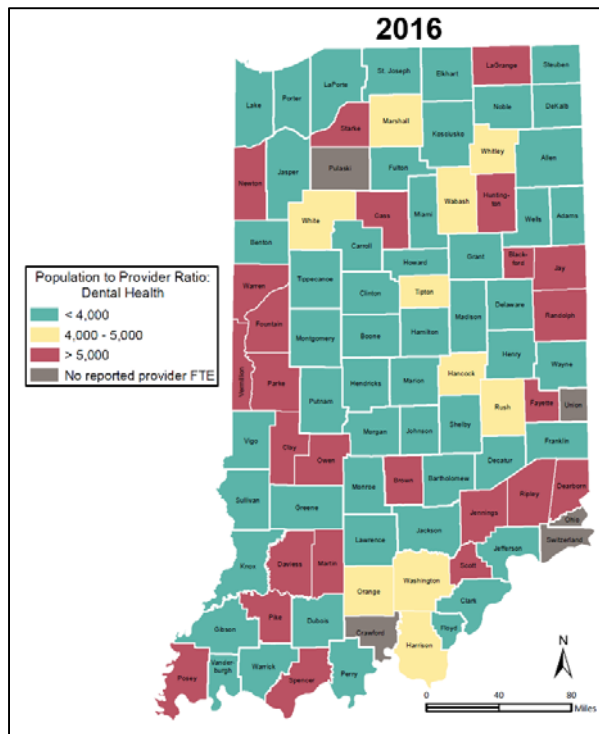 2016
LaGrange
Steuben
St. Joseph
Elkhart
LaPorte
Porter
Lake
Noble
DeKalb
Starke
Marshall
Kosciusko
Whitley
Allen
Jasper
Pulaski
Fulton
Newton
Wabash
Hunting-
ton
White
Cass
Miami
Wells
Adams
Benton
Carroll
Howard
Grant
Black-
ford
Jay
Population to Provider Ratio:
Dental Health
< 4,000
4,000 - 5,000
> 5,000
No reported provider FTE
Warren
Tippecanoe
Clinton
Tipton
Delaware
Randolph
Madison
Fountain
Montgomery
Boone
Hamilton
Henry
Wayne
Vermillion
Parke
Hendricks
Marion
Hancock
Putnam
Rush
Fayette
Union
Vigo
Clay
Owen
Morgan
Johnson
Shelby
Franklin
Decatur
Sullivan
Greene
Monroe
Brown
Bartholomew
Jennings
Ripley
Dearborn
Ohio
Switzerland
Knox
Daviess
Martin
Lawrence
Jackson
Jefferson
Scott
Orange
Washington
Clark
Gibson
Pike
Dubois
Crawford
Floyd
Harrison
Posey
Vander-
burgh
Warrick
Spencer
Perry
N
0 40 80
Miles